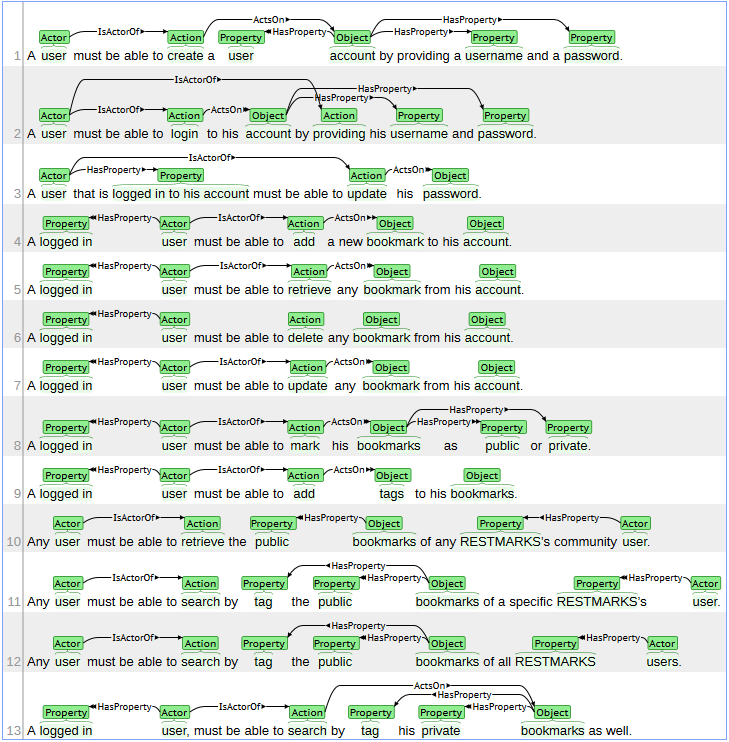 ActsOn HasProperty
Actor IsActorOf Action Property HasProperty Object HasProperty Property Property
1 A user must be able to create a user account by providing a username and a password.
IsActorOf
HasProperty
HasProperty
Actor IsActorOf Action ActsOn Object Action Property Property
2 A user must be able to login to his account by providing his username and password.
IsActorOf
Actor HasProperty Property Action ActsOn Object
3 A user that is logged in to his account must be able to update his password.
Property HasProperty Actor IsActorOf Action ActsOn Object Object
4 A logged in user must be able to add a new bookmark to his account.
Property HasProperty Actor IsActorOf Action ActsOn Object Object
5 A logged in user must be able to retrieve any bookmark from his account.
Property HasProperty Actor Action Object Object
6 A logged in user must be able to delete any bookmark from his account.
Property HasProperty Actor IsActorOf Action ActsOn Object Object
7 A logged in user must be able to update any bookmark from his account.
HasProperty
Property HasProperty Actor IsActorOf Action ActsOn Object HasProperty Property Property
8 A logged in user must be able to mark his bookmarks as public or private.
Property HasProperty Actor IsActorOf Action ActsOn Object Object
9 A logged in user must be able to add tags to his bookmarks.
Actor IsActorOf Action Property HasProperty Object Property HasProperty Actor
10 Any user must be able to retrieve the public bookmarks of any RESTMARKS's community user.
HasProperty
Actor IsActorOf Action Property Property HasProperty Object Property HasProperty Actor
11 Any user must be able to search by tag the public bookmarks of a specific RESTMARKS's user.
HasProperty
Actor IsActorOf Action Property Property HasProperty Object Property HasProperty Actor
12 Any user must be able to search by tag the public bookmarks of all RESTMARKS users.
ActsOn
HasProperty
Property HasProperty Actor IsActorOf Action Property Property HasProperty Object
13 A logged in user, must be able to search by tag his private bookmarks as well.